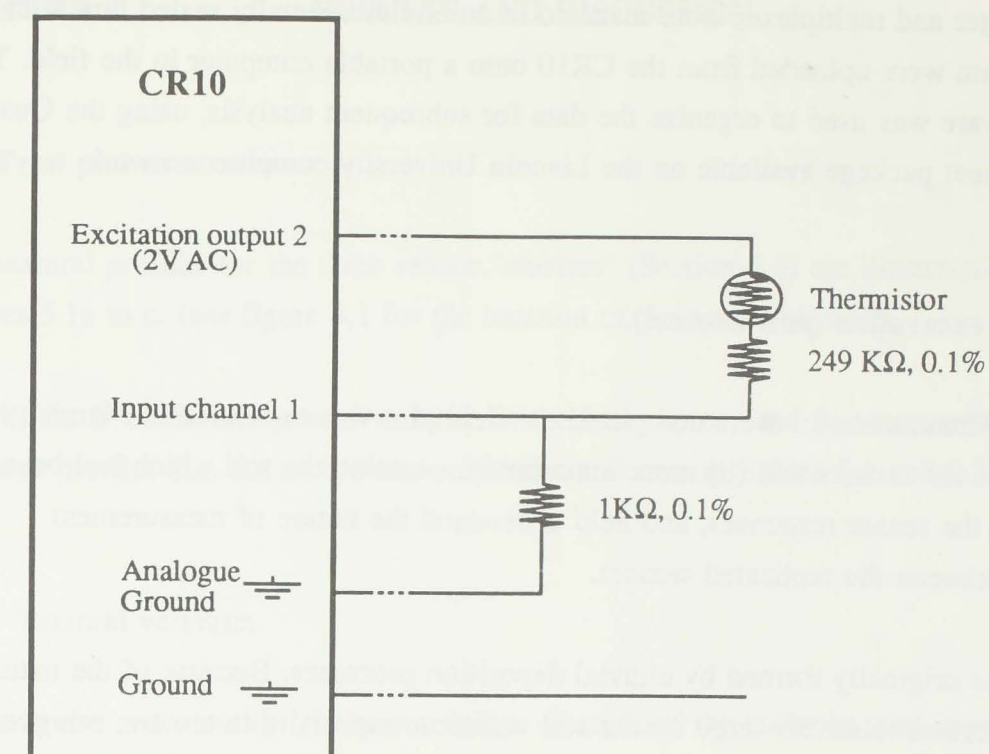 CR10
Excitation output 2
(2V AC)
Thermistor
249 KΩ, 0.1%
Input channel 1
1KΩ, 0.1%
Analogue
Ground
Ground